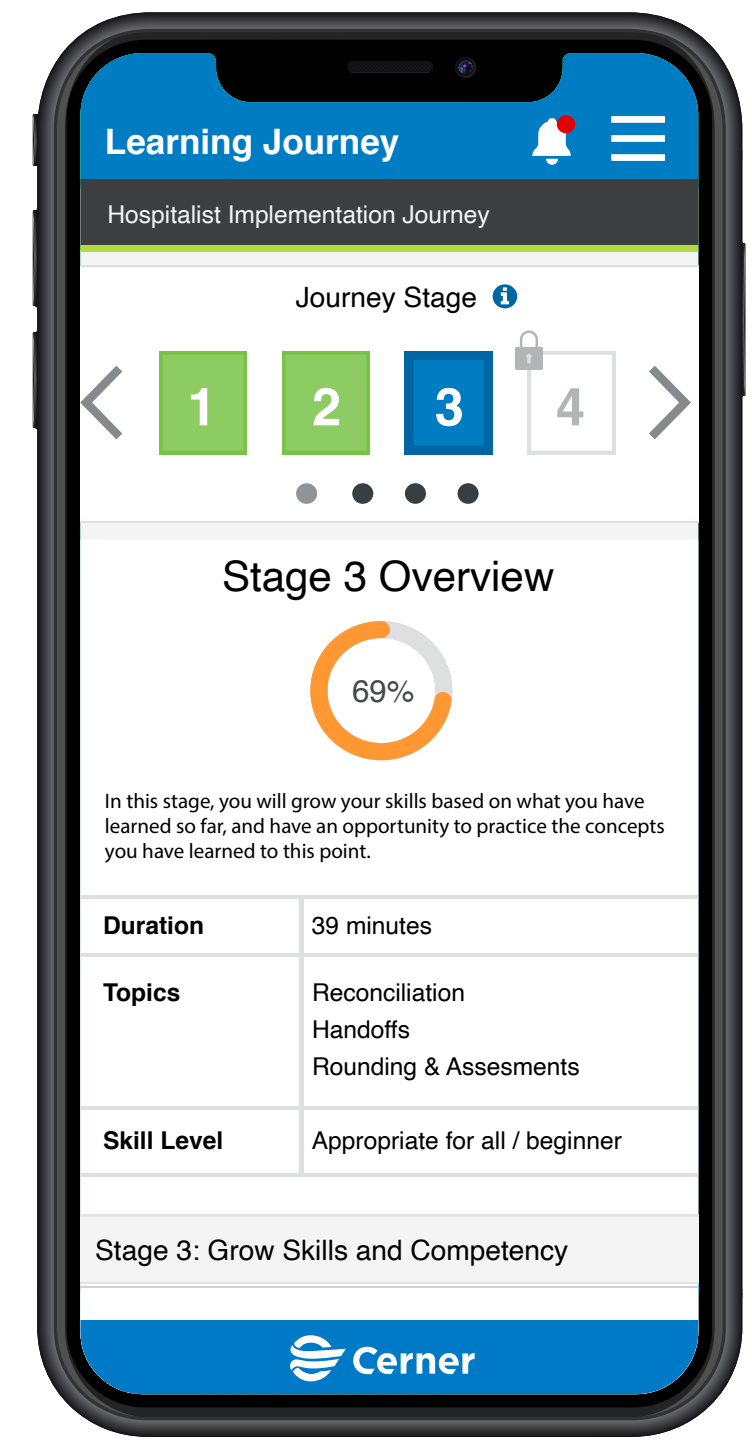 Learning Journey
Hospitalist Implementation Journey
Journey Stage
1 2 3 4
Stage 3 Overview
69%
In this stage, you will grow your skills based on what you have
learned so far, and have an opportunity to practice the concepts
you have learned to this point.
Duration 39 minutes
Topics Reconciliation
Handoffs
Rounding & Assesments
Skill Level Appropriate for all / beginner
Stage 3: Grow Skills and Competency
Cerner